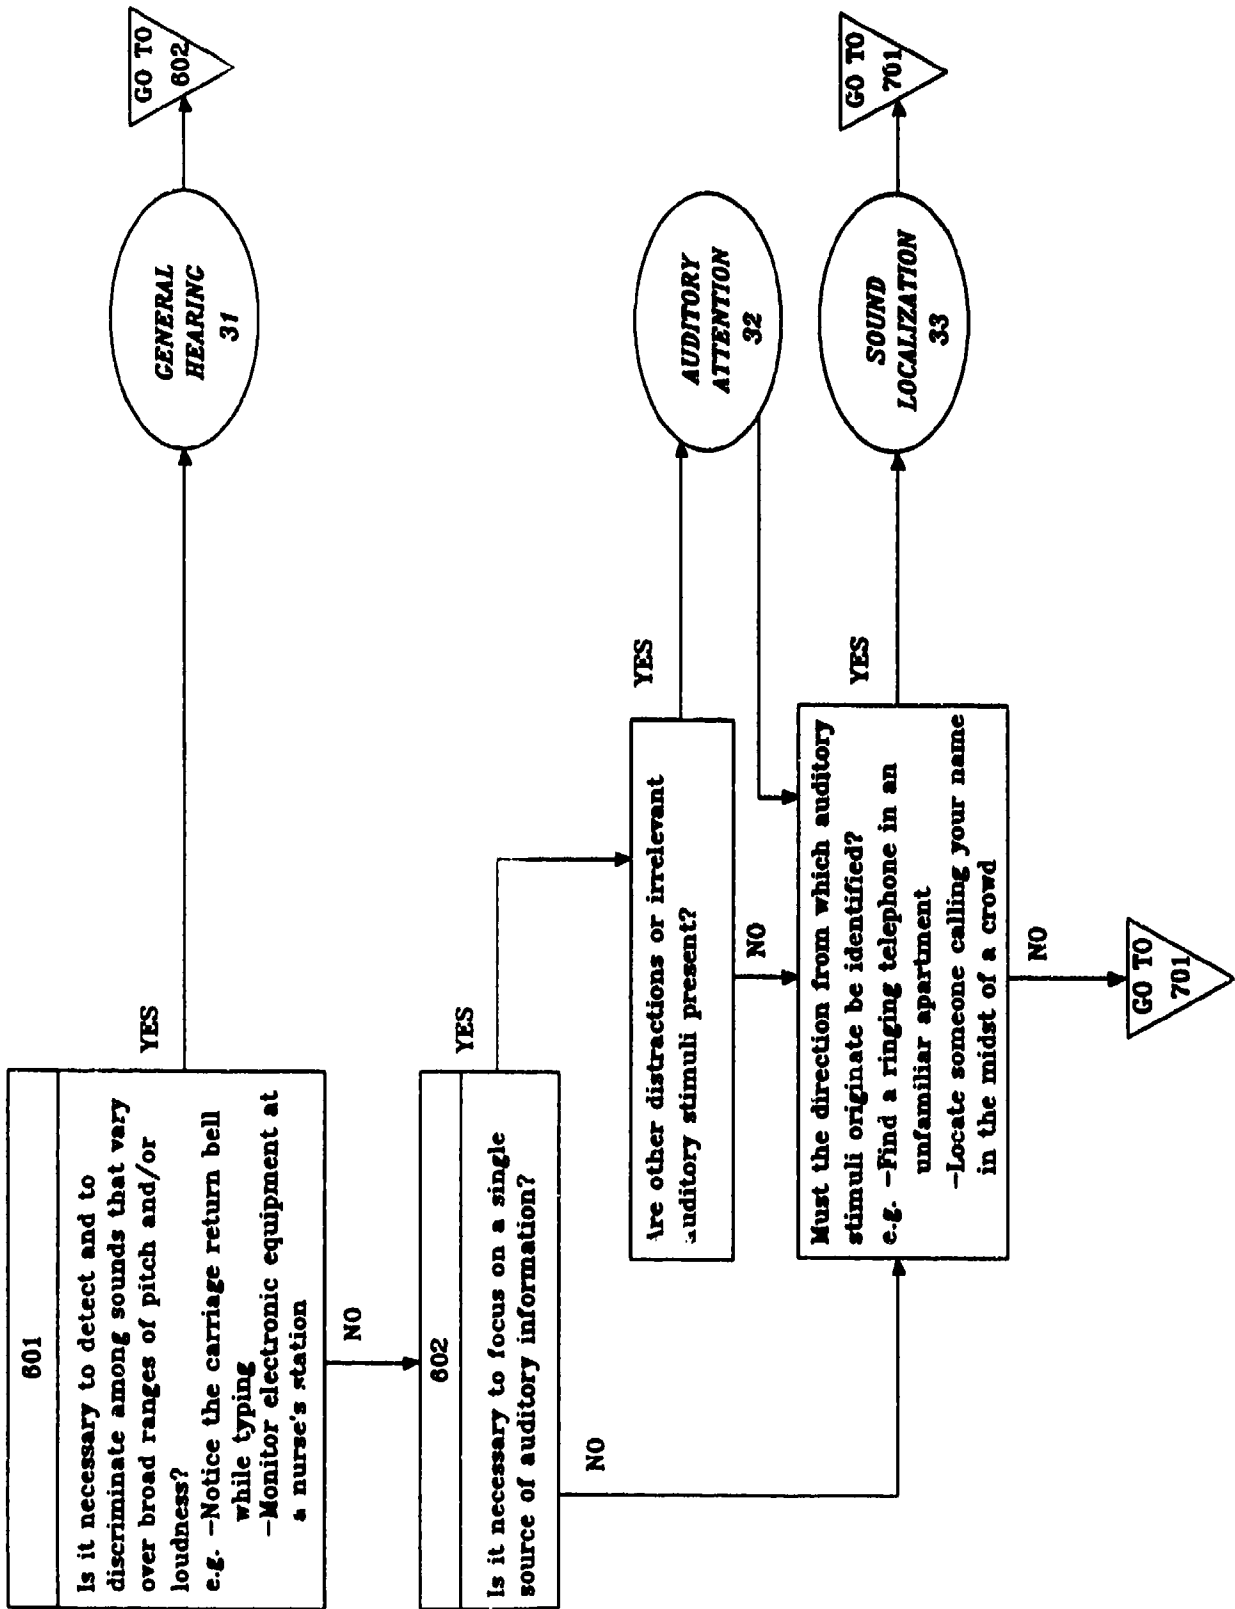 601
Is it necessary to detect and to
discriminate among sounds that vary
over broad ranges of pitch and/or
loudness?
e.g. -Notice the carriage return bell
while typing
-Monitor electronic equipment at
a nurse's station
YES
GENERAL
HEARING
31
GO TO
602
NO
602
Is it necessary to focus on a single
source of auditory information?
YES
NO
Are other distractions or irrelevant
auditory stimuli present?
YES
AUDITORY
ATTENTION
32
NO
Must the direction from which auditory
stimuli originate be identified?
e.g. -Find a ringing telephone in an
unfamiliar apartment
-Locate someone calling your name
in the midst of a crowd
YES
SOUND
LOCALIZATION
33
GO TO
701
NO
GO TO
701